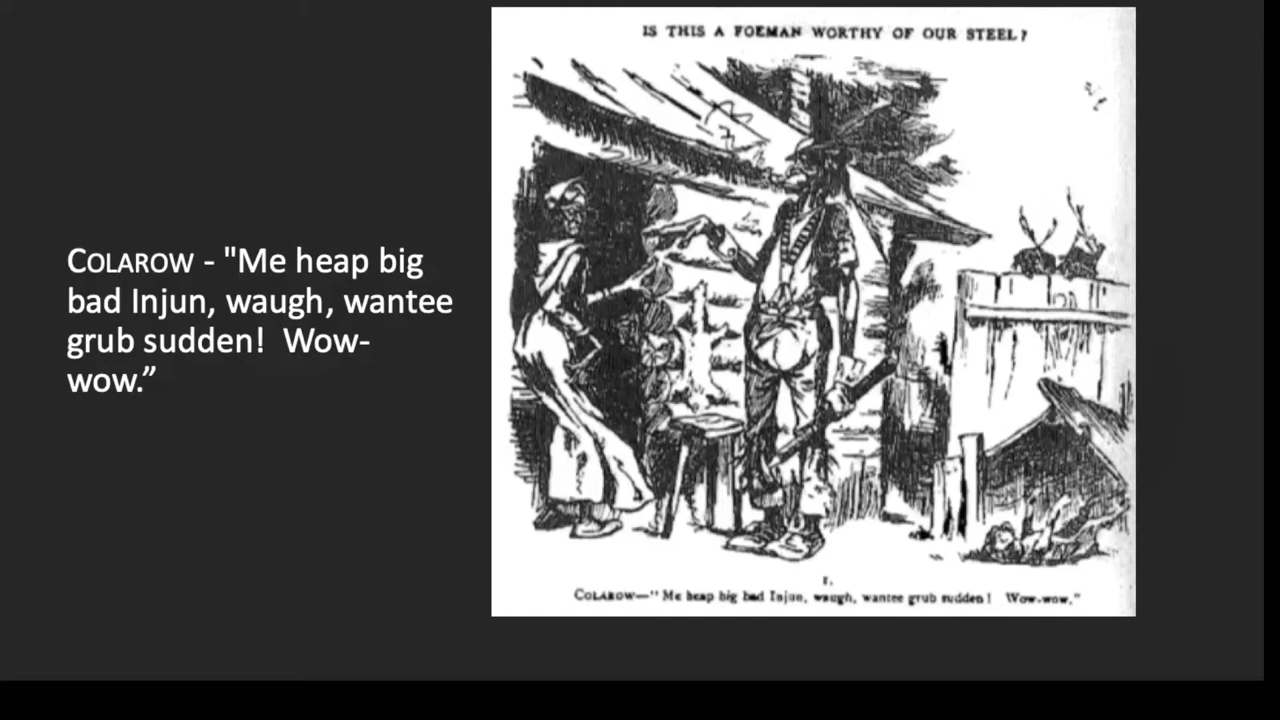 COLAROW - "Me heap big
bad Injun, waugh, wantee
grub sudden!  Wow-
wow.”
IS THIS A FOEMAN WORTHY OF OUR STEEL?
I.
COLAROW—"Me heap big bad Injun, waugh, wantee grub sudden!  Wow-wow."